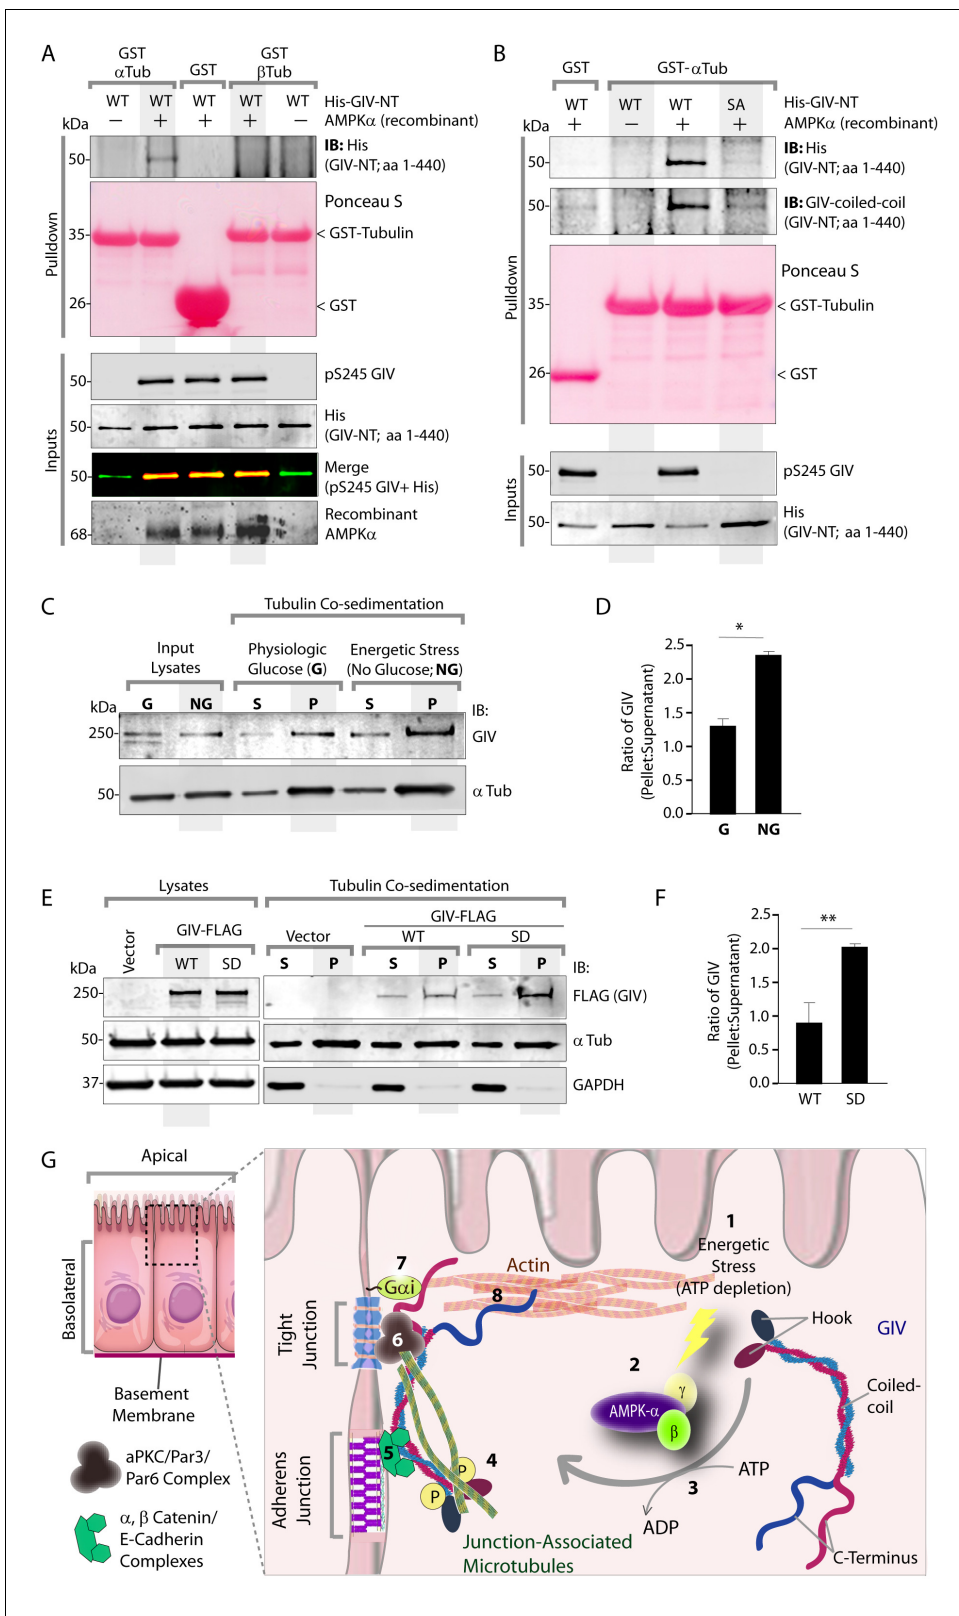 A
GST
αTub
GST
GST
βTub
WT WT WT WT WT His-GIV-NT
− + + + − AMPKα (recombinant)
kDa
50-
IB: His
(GIV-NT; aa 1-440)
Pulldown
Ponceau S
35-
< GST-Tubulin
26-
< GST
Inputs
50-
pS245 GIV
50-
His
(GIV-NT; aa 1-440)
50-
Merge
(pS245 GIV+ His)
68-
Recombinant
AMPKα
B
GST GST-αTub
WT WT WT SA His-GIV-NT
+ − + + AMPKα (recombinant)
kDa
50-
IB: His
(GIV-NT; aa 1-440)
50-
IB: GIV-coiled-coil
(GIV-NT; aa 1-440)
Pulldown
Ponceau S
35-
< GST-Tubulin
26-
< GST
Inputs
50-
pS245 GIV
50-
His
(GIV-NT; aa 1-440)
C
Tubulin Co-sedimentation
Input
Lysates
Physiologic
Glucose (G)
Energetic Stress
(No Glucose; NG)
kDa G NG S P S P IB:
250- GIV
50- α Tub
D
*
Ratio of GIV
(Pellet:Supernatant)
2.5
2.0
1.5
1.0
0.5
0.0
G NG
E
Lysates Tubulin Co-sedimentation
Vector
GIV-FLAG
WT SD
Vector
GIV-FLAG
WT SD
kDa S P S P S P IB:
250- FLAG (GIV)
50- α Tub
37- GAPDH
F
**
Ratio of GIV
(Pellet:Supernatant)
2.5
2.0
1.0
1.0
0.5
0.0
WT SD
G
Apical
Basolateral
Basement
Membrane
aPKC/Par3/
Par6 Complex
α, β Catenin/
E-Cadherin
Complexes
1
Energetic
Stress
(ATP depletion)
7
Gαi
Actin
8
Tight
Junction
6
Hook
GIV
2
γ
AMPK-α
β
Coiled-
coil
Adherens
Junction
5
P
4
P
3
ATP
ADP
Junction-Associated
Microtubules
C-Terminus